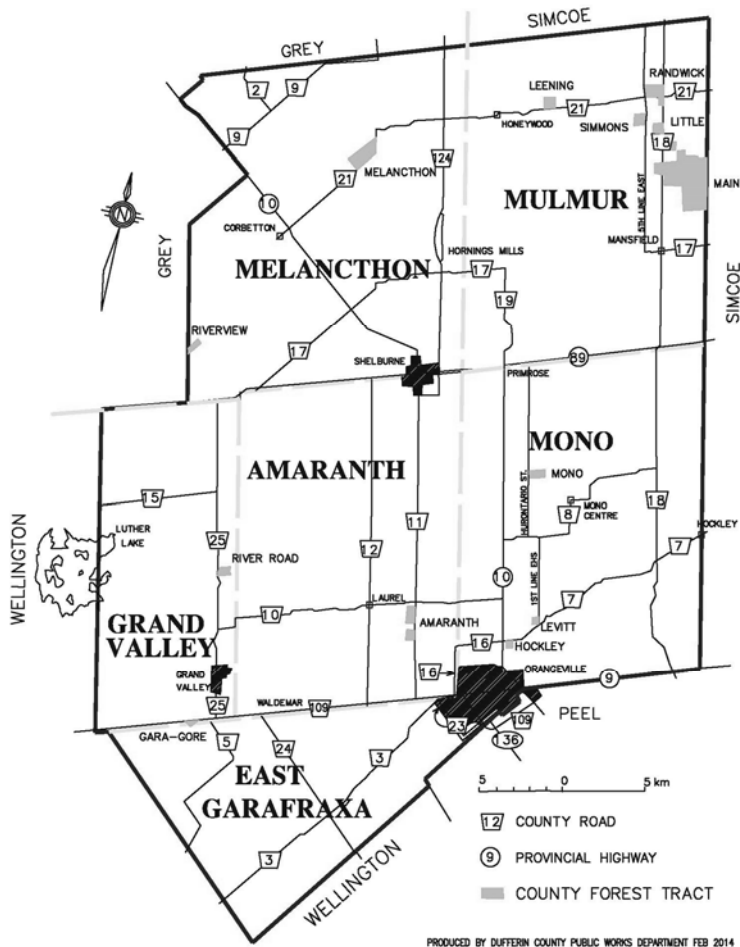 SIMCOE
GREY
RANDWICK
LEENING
2
9
21
21
HONEYWOOD
SIMMONS
LITTLE
9
18
124
MELANCTHON
21
MAIN
10
MULMUR
5TH LINE EAST
CORBETTON
MANSFIELD
17
HORNINGS MILLS
N
GREY
MELANCTHON
17
19
SIMCOE
RIVERVIEW
17
SHELBURNE
89
PRIMROSE
AMARANTH
MONO
HURONTARIO ST.
MONO
15
18
8
MONO
CENTRE
11
HOCKLEY
WELLINGTON
LUTHER
LAKE
25
12
7
RIVER ROAD
10
1ST LINE EHS
7
LAUREL
10
GRAND
VALLEY
AMARANTH
LEVITT
16
HOCKLEY
GRAND
VALLEY
16
ORANGEVILLE
25
WALDEMAR
109
9
PEEL
23
109
136
GARA-GORE
5
24
3
EAST
GARAFRAXA
3
WELLINGTON
5 0 5 km
12 COUNTY ROAD
9 PROVINCIAL HIGHWAY
COUNTY FOREST TRACT
PRODUCED BY DUFFERIN COUNTY PUBLIC WORKS DEPARTMENT FEB 2014